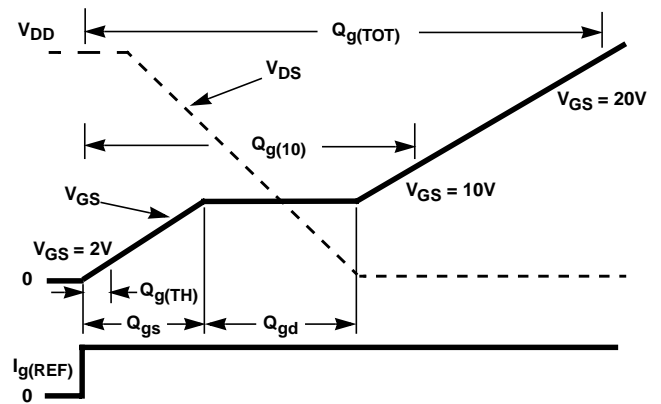 V_DD
Q_g(TOT)
V_DS
V_GS = 20V
Q_g(10)
V_GS
V_GS = 10V
V_GS = 2V
0
Q_g(TH)
Q_gs
Q_gd
I_g(REF)
0